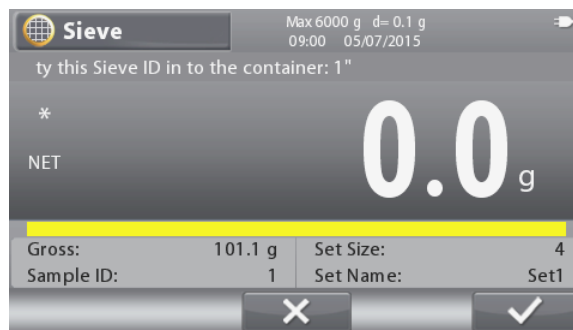 Sieve
Max 6000 g d= 0.1 g
09:00 05/07/2015
ty this Sieve ID in to the container: 1"
*
NET
0.0 g
Gross: 101.1 g Set Size: 4
Sample ID: 1 Set Name: Set1